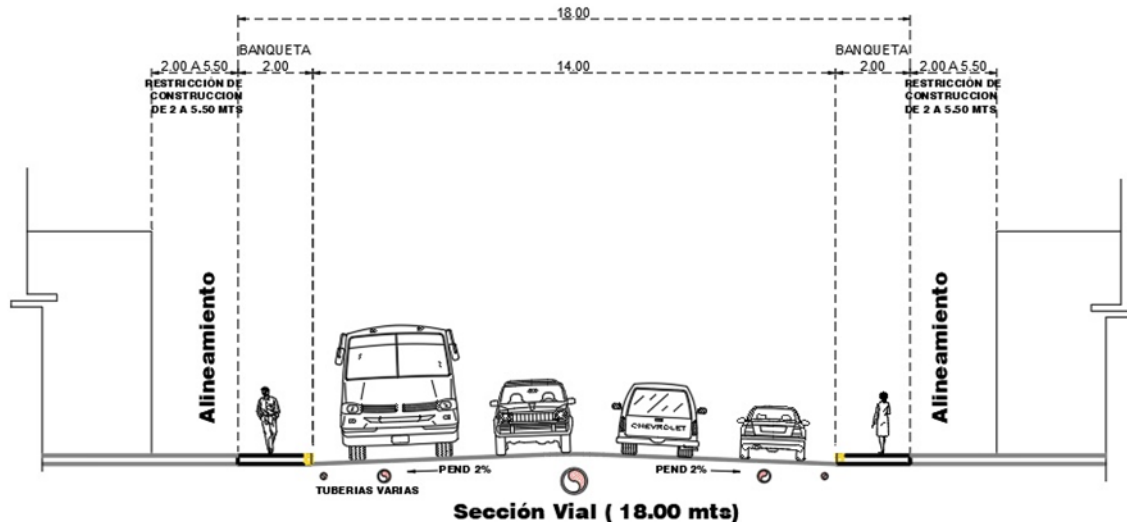 18.00
BANQUETA
BANQUETA
2.00 A 5.50
2.00
14.00
2.00
2.00 A 5.50
RESTRICCIÓN DE
CONSTRUCCION
DE 2 A 5.50 MTS
RESTRICCIÓN DE
CONSTRUCCION
DE 2 A 5.50 MTS
Alineamiento
Alineamiento
CHEVROLET
PEND 2%
PEND 2%
TUBERIAS VARIAS
Sección Vial ( 18.00 mts)